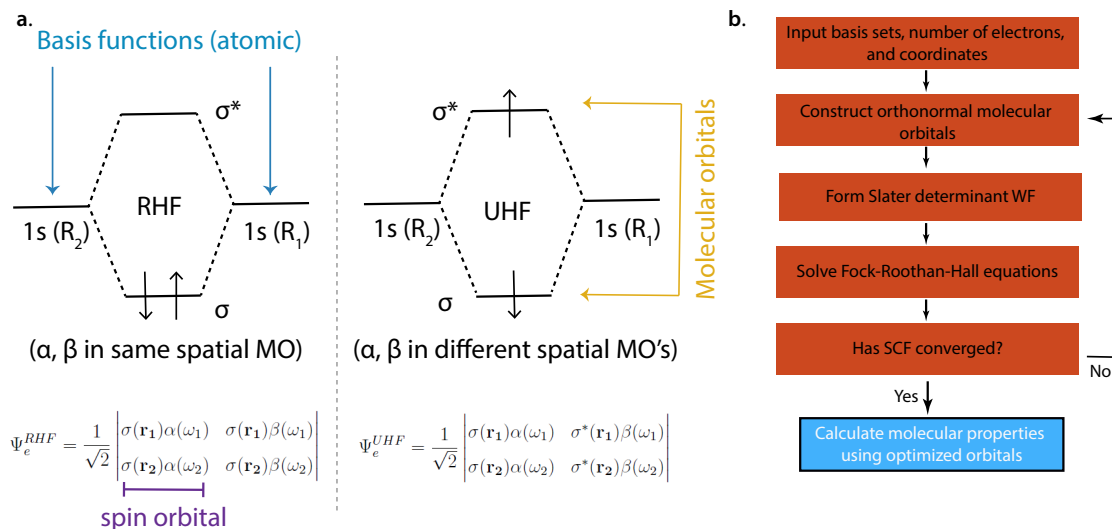 a.
Basis functions (atomic)
σ*
RHF
1s (R₂)
1s (R₁)
σ
(α, β in same spatial MO)
σ*
UHF
1s (R₂)
1s (R₁)
σ
(α, β in different spatial MO's)
Molecular orbitals
Ψ_e^{RHF} = 1/√2 | σ(r₁)α(ω₁) σ(r₁)β(ω₁) |
| σ(r₂)α(ω₂) σ(r₂)β(ω₂) |
spin orbital
Ψ_e^{UHF} = 1/√2 | σ(r₁)α(ω₁) σ*(r₁)β(ω₁) |
| σ(r₂)α(ω₂) σ*(r₂)β(ω₂) |
b.
Input basis sets, number of electrons,
and coordinates
Construct orthonormal molecular
orbitals
Form Slater determinant WF
Solve Fock-Roothan-Hall equations
Has SCF converged?
No
Yes
Calculate molecular properties
using optimized orbitals